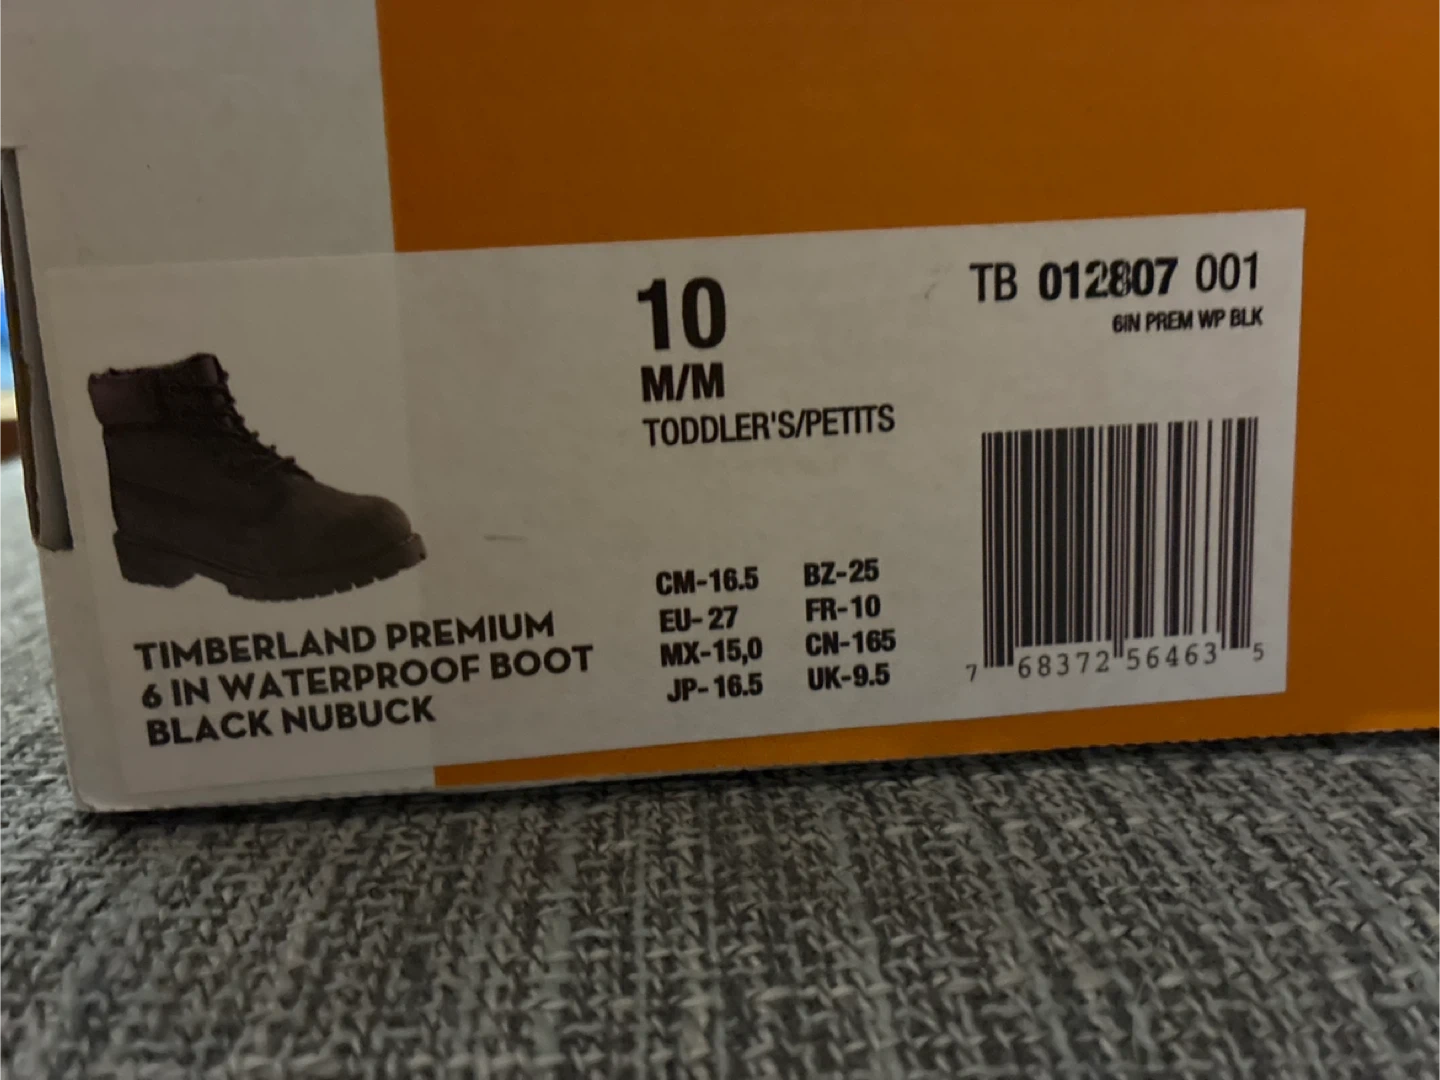 10
M/M
TODDLER'S/PETITS
TB 012807 001
6IN PREM WP BLK
TIMBERLAND PREMIUM
6 IN WATERPROOF BOOT
BLACK NUBUCK
CM-16.5 BZ-25
EU-27 FR-10
MX-15,0 CN-165
JP-16.5 UK-9.5
7 68372 56463 5